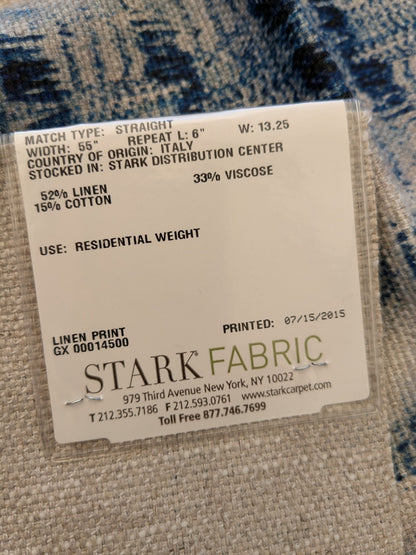 MATCH TYPE: STRAIGHT
WIDTH: 55" REPEAT L: 6" W: 13.25
COUNTRY OF ORIGIN: ITALY
STOCKED IN: STARK DISTRIBUTION CENTER
52% LINEN 33% VISCOSE
15% COTTON
USE: RESIDENTIAL WEIGHT
LINEN PRINT PRINTED: 07/15/2015
GX 00014500
STARK® FABRIC
979 Third Avenue New York, NY 10022
T 212.355.7186 F 212.593.0761 www.starkcarpet.com
Toll Free 877.746.7699